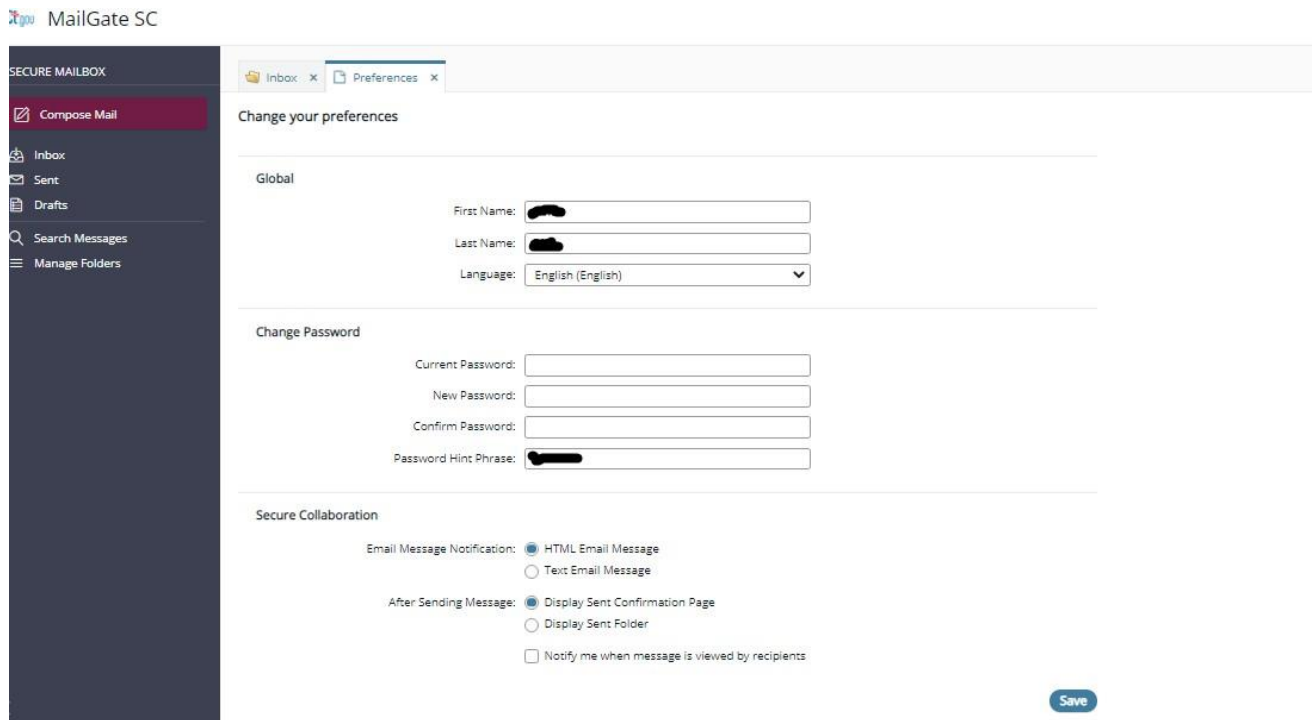 ct.gov MailGate SC
SECURE MAILBOX
Compose Mail
Inbox
Sent
Drafts
Search Messages
Manage Folders
Inbox x Preferences x
Change your preferences
Global
First Name:
Last Name:
Language: English (English)
Change Password
Current Password:
New Password:
Confirm Password:
Password Hint Phrase:
Secure Collaboration
Email Message Notification: HTML Email Message
Text Email Message
After Sending Message: Display Sent Confirmation Page
Display Sent Folder
Notify me when message is viewed by recipients
Save